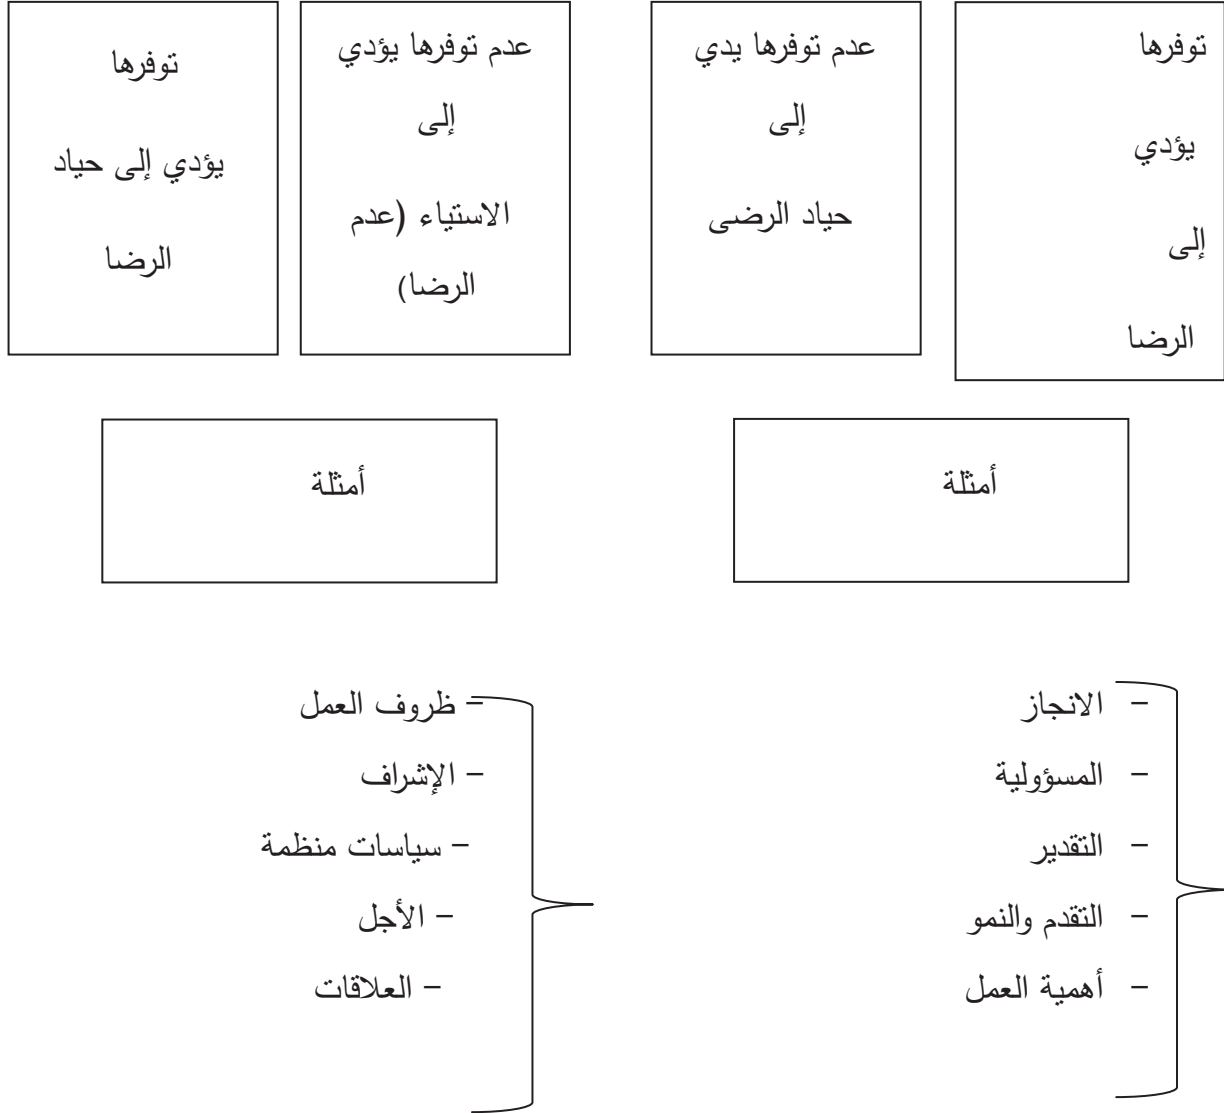 توفرها
يؤدي
إلى
الرضا
عدم توفرها يدي
إلى
حياد الرضى
عدم توفرها يؤدي
إلى
الاستياء (عدم
الرضا)
توفرها
يؤدي إلى حياد
الرضا
أمثلة
أمثلة
– الانجاز
– المسؤولية
– التقدير
– التقدم والنمو
– أهمية العمل
– ظروف العمل
– الإشراف
– سياسات منظمة
– الأجل
– العلاقات